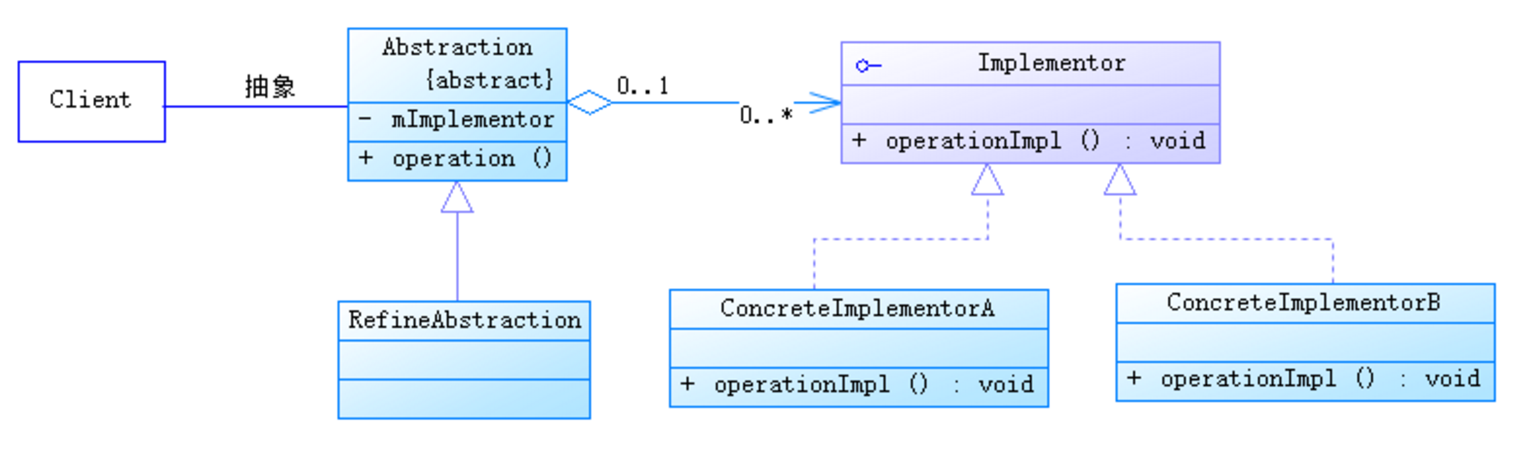 Client
抽象
Abstraction
{abstract}
- mImplementor
+ operation ()
0..1
0..*
Implementor
+ operationImpl () : void
RefineAbstraction
ConcreteImplementorA
+ operationImpl () : void
ConcreteImplementorB
+ operationImpl () : void